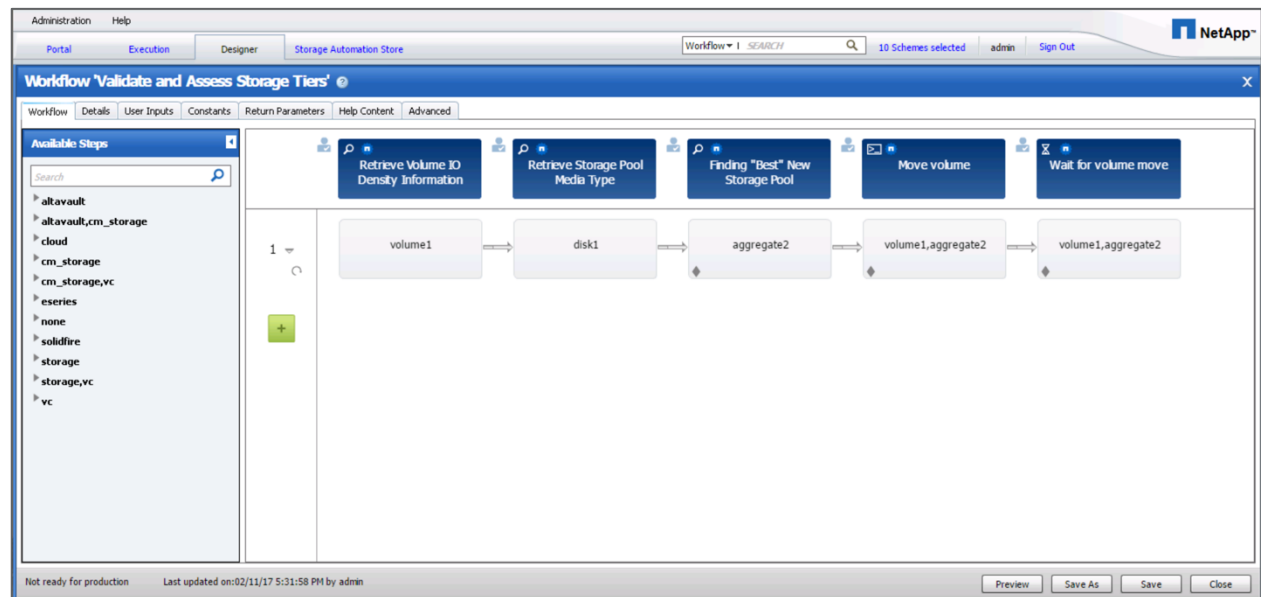 Administration Help
NetApp™
Portal Execution Designer Storage Automation Store Workflow SEARCH 10 Schemes selected admin Sign Out
Workflow 'Validate and Assess Storage Tiers' ? X
Workflow Details User Inputs Constants Return Parameters Help Content Advanced
Available Steps
Search
altavault
altavault,cm_storage
cloud
cm_storage
cm_storage,vc
eseries
none
solidfire
storage
storage,vc
vc
Retrieve Volume IO
Density Information
Retrieve Storage Pool
Media Type
Finding "Best" New
Storage Pool
Move volume
Wait for volume move
1 volume1 disk1 aggregate2 volume1,aggregate2 volume1,aggregate2
+
Not ready for production Last updated on:02/11/17 5:31:58 PM by admin Preview Save As Save Close